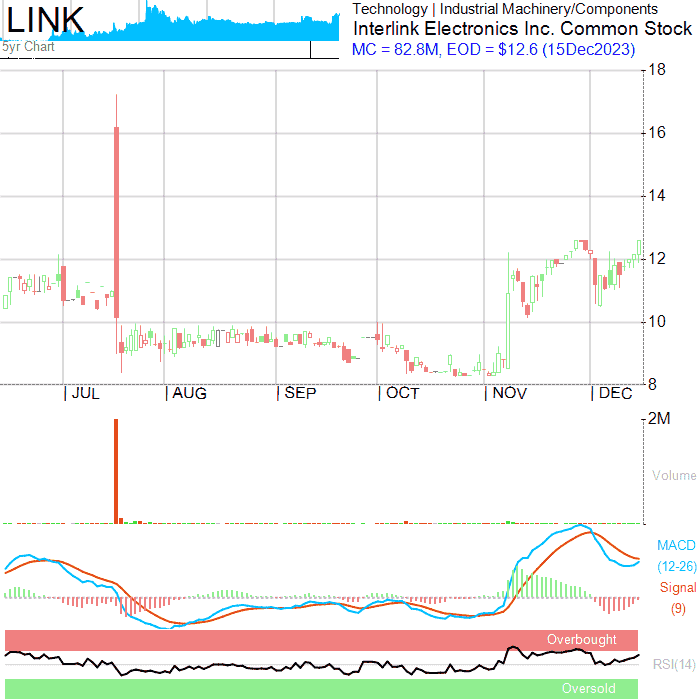 LINK
5yr Chart
Technology | Industrial Machinery/Components
Interlink Electronics Inc. Common Stock
MC = 82.8M, EOD = $12.6 (15Dec2023)
18
16
14
12
10
8
JUL AUG SEP OCT NOV DEC
2M
Volume
MACD
(12-26)
Signal
(9)
Overbought
RSI(14)
Oversold